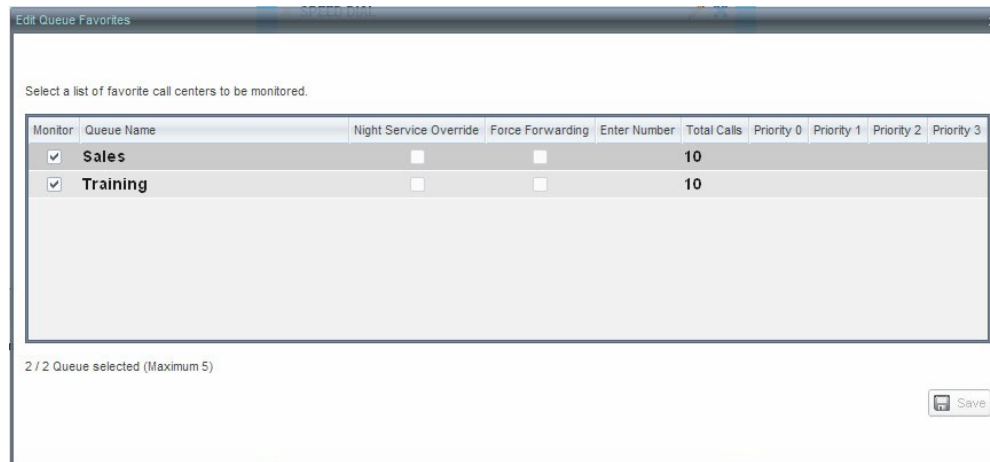 SPEED DIAL
Edit Queue Favorites
Select a list of favorite call centers to be monitored.
Monitor Queue Name Night Service Override Force Forwarding Enter Number Total Calls Priority 0 Priority 1 Priority 2 Priority 3
Sales 10
Training 10
2 / 2 Queue selected (Maximum 5)
Save